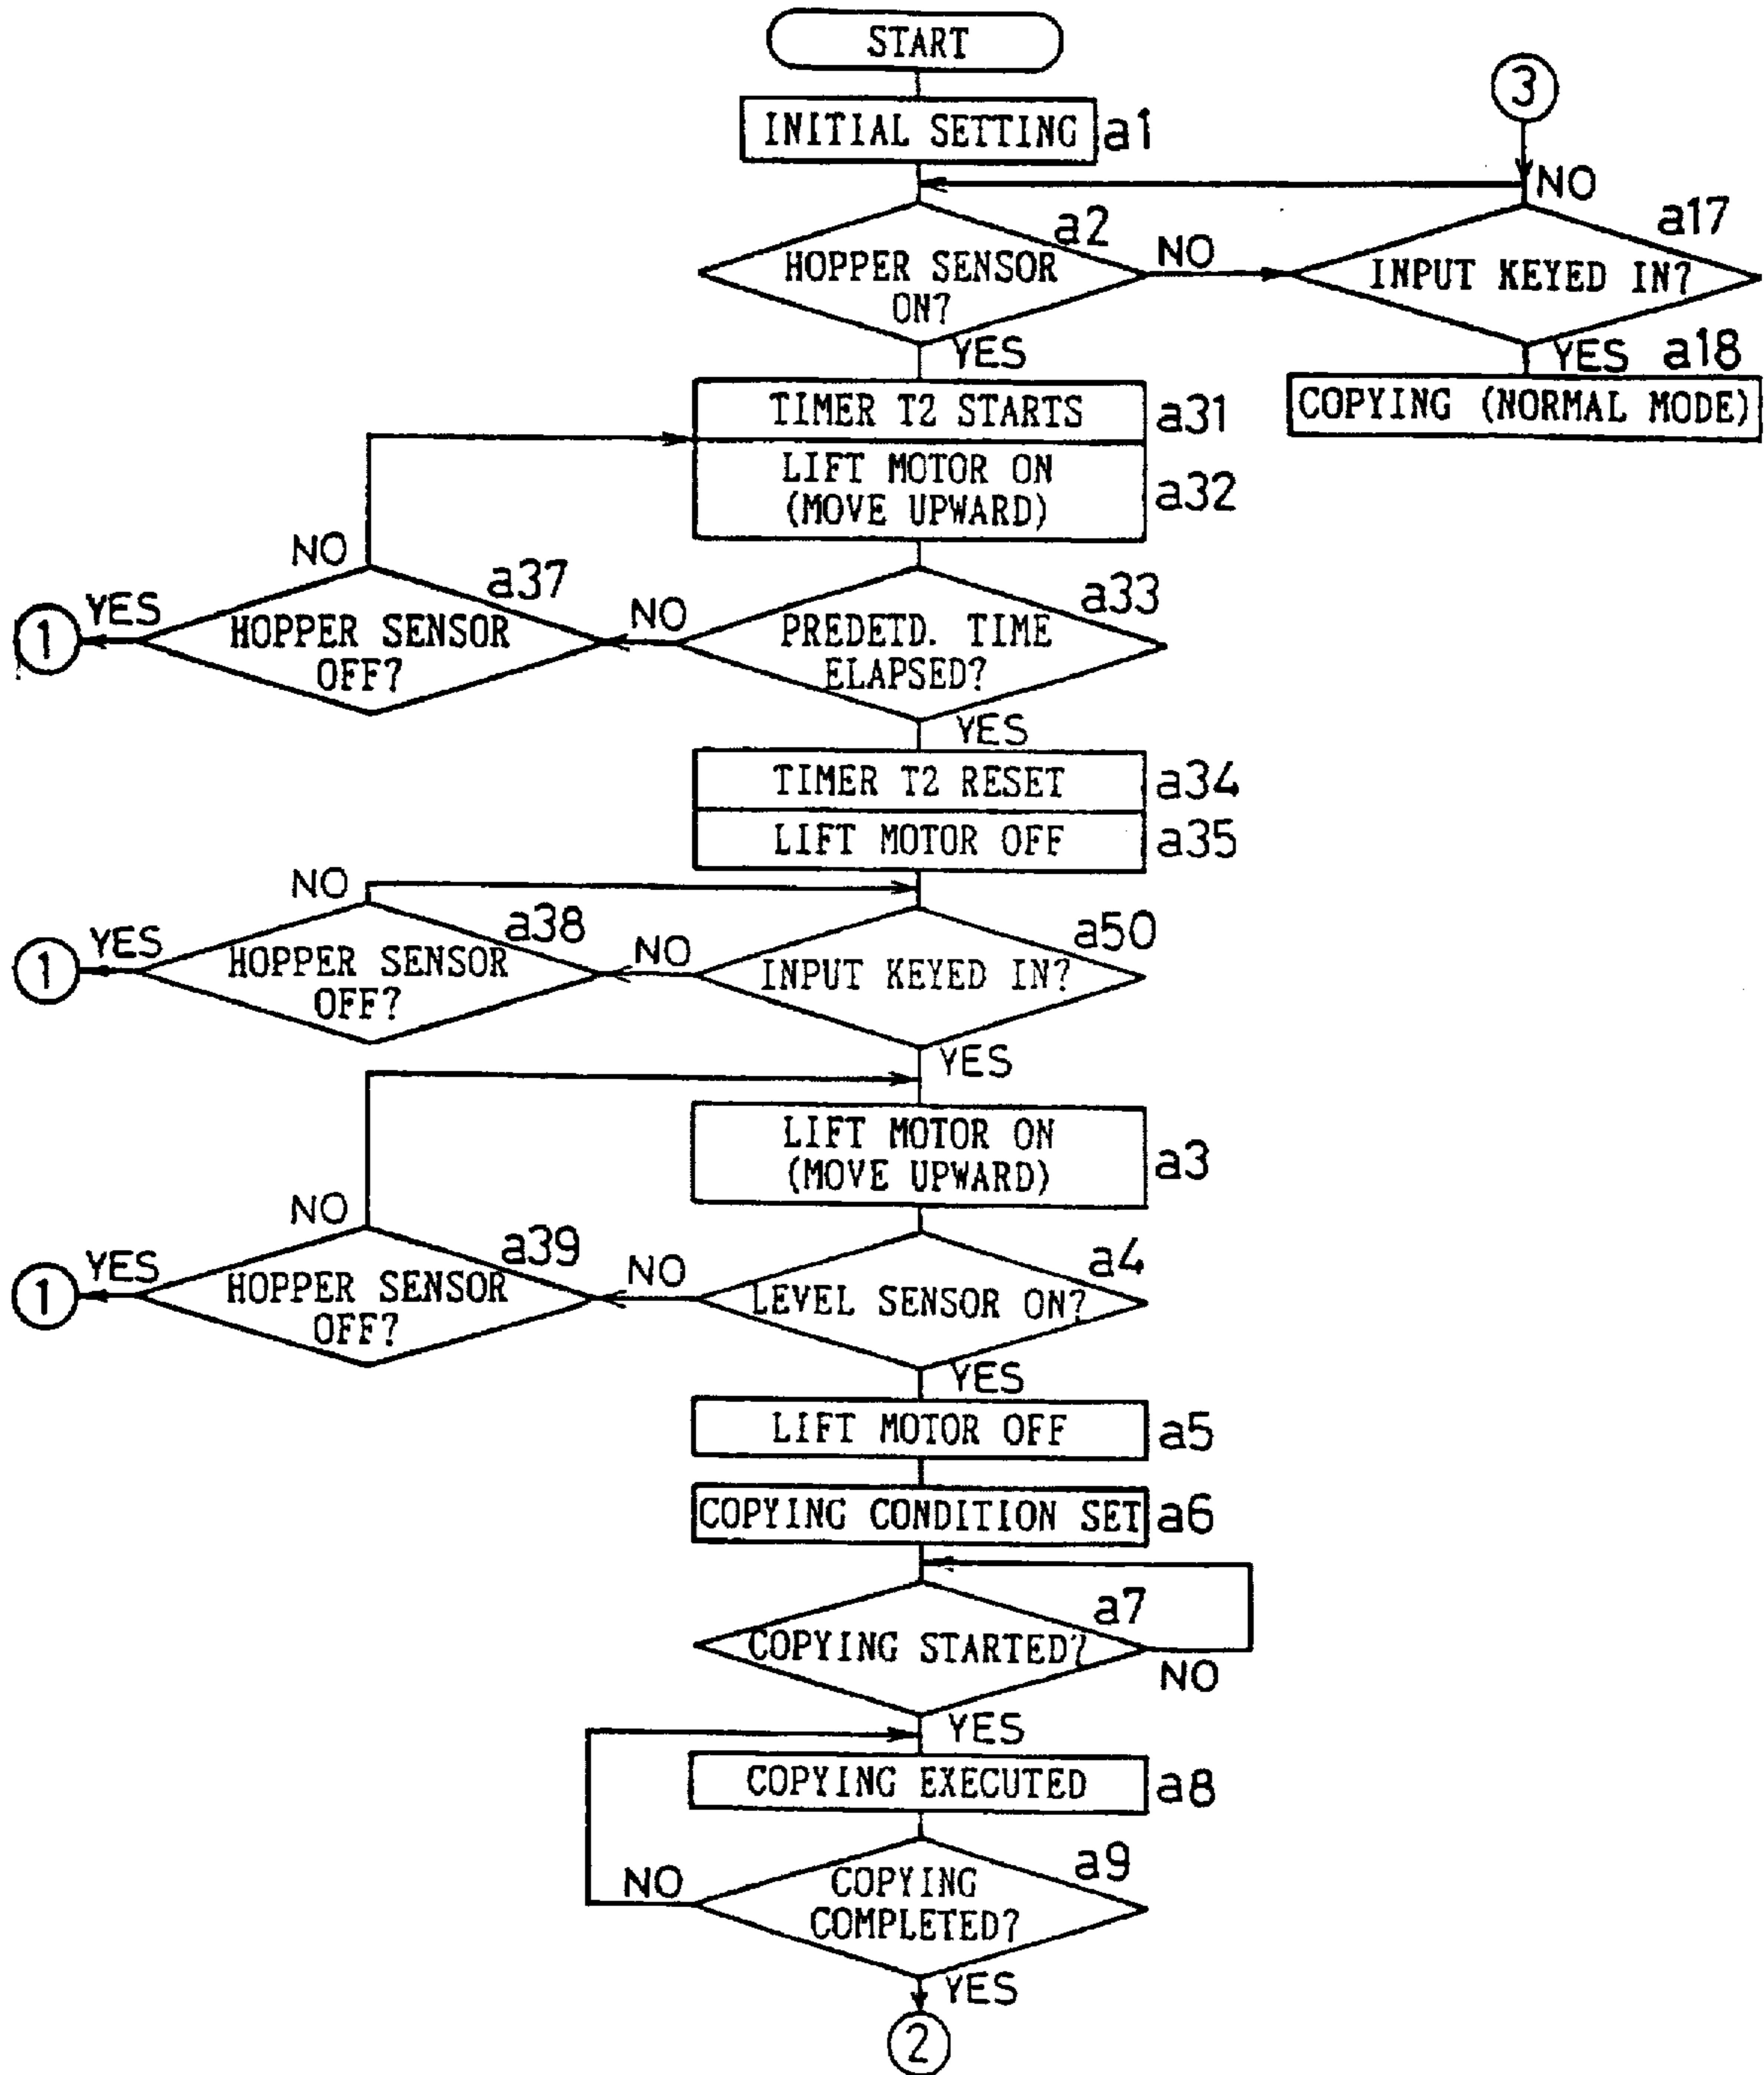 START
3
INITIAL SETTING a1
NO
a2
a17
HOPPER SENSOR
ON?
NO
INPUT KEYED IN?
YES
YES a18
COPYING (NORMAL MODE)
TIMER T2 STARTS a31
LIFT MOTOR ON
(MOVE UPWARD)
a32
NO
a37
a33
1
YES
HOPPER SENSOR
OFF?
NO
PREDETD. TIME
ELAPSED?
YES
TIMER T2 RESET a34
LIFT MOTOR OFF a35
NO
a38
a50
1
YES
HOPPER SENSOR
OFF?
NO
INPUT KEYED IN?
YES
LIFT MOTOR ON
(MOVE UPWARD)
a3
NO
a39
a4
1
YES
HOPPER SENSOR
OFF?
NO
LEVEL SENSOR ON?
YES
LIFT MOTOR OFF a5
COPYING CONDITION SET a6
a7
COPYING STARTED?
NO
YES
COPYING EXECUTED a8
a9
NO
COPYING
COMPLETED?
YES
2